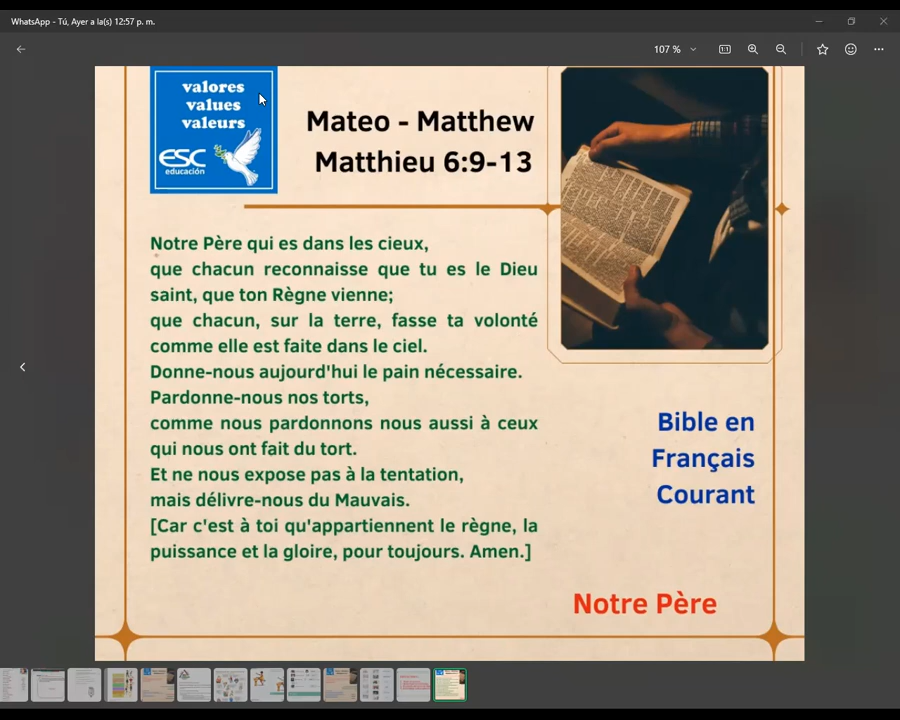 WhatsApp - Tú, Ayer a la(s) 12:57 p. m.
107 %
valores
values
valeurs
ESC
educación
Mateo - Matthew
Matthieu 6:9-13
Notre Père qui es dans les cieux,
que chacun reconnaisse que tu es le Dieu
saint, que ton Règne vienne;
que chacun, sur la terre, fasse ta volonté
comme elle est faite dans le ciel.
Donne-nous aujourd'hui le pain nécessaire.
Pardonne-nous nos torts,
comme nous pardonnons nous aussi à ceux
qui nous ont fait du tort.
Et ne nous expose pas à la tentation,
mais délivre-nous du Mauvais.
[Car c'est à toi qu'appartiennent le règne, la
puissance et la gloire, pour toujours. Amen.]
Bible en
Français
Courant
Notre Père